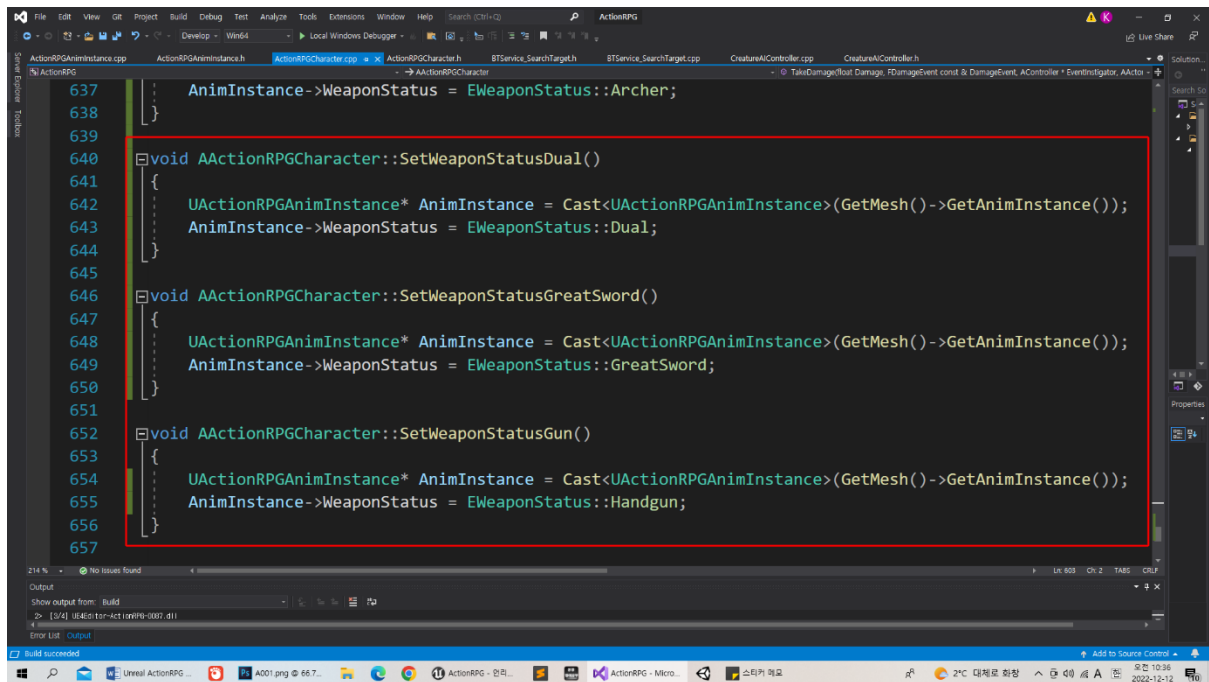 File Edit View Git Project Build Debug Test Analyze Tools Extensions Window Help Search (Ctrl+Q) ActionRPG K
Develop Win64 Local Windows Debugger Live Share
ActionRPGAnimInstance.cpp ActionRPGAnimInstance.h ActionRPGCharacter.cpp ActionRPGCharacter.h BTService_SearchTarget.h BTService_SearchTarget.cpp CreatureAIController.cpp CreatureAIController.h Solution...
ActionRPG AActionRPGCharacter TakeDamage(float Damage, FDamageEvent const & DamageEvent, AController * EventInstigator, AActor
Server Explorer
Toolbox
Search So
637 AnimInstance->WeaponStatus = EWeaponStatus::Archer;
638 }
639
640 void AActionRPGCharacter::SetWeaponStatusDual()
641 {
642 UActionRPGAnimInstance* AnimInstance = Cast<UActionRPGAnimInstance>(GetMesh()->GetAnimInstance());
643 AnimInstance->WeaponStatus = EWeaponStatus::Dual;
644 }
645
646 void AActionRPGCharacter::SetWeaponStatusGreatSword()
647 {
648 UActionRPGAnimInstance* AnimInstance = Cast<UActionRPGAnimInstance>(GetMesh()->GetAnimInstance());
649 AnimInstance->WeaponStatus = EWeaponStatus::GreatSword;
650 }
651
652 void AActionRPGCharacter::SetWeaponStatusGun()
653 {
654 UActionRPGAnimInstance* AnimInstance = Cast<UActionRPGAnimInstance>(GetMesh()->GetAnimInstance());
655 AnimInstance->WeaponStatus = EWeaponStatus::Handgun;
656 }
657
Properties
214 % No issues found Ln: 603 Ch: 2 TABS CRLF
Output
Show output from: Build
2> [3/4] UE4Editor-ActionRPG-0087.dll
Error List Output
Build succeeded Add to Source Control
Unreal ActionRPG ... A001.png @ 66.7... ActionRPG - 언리... ActionRPG - Micro... 스티커 메모 2°C 대체로 화창 A 오전 10:36
2022-12-12